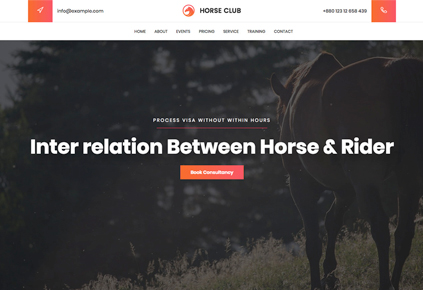 info@example.com
HORSE CLUB
+880 123 12 658 439
HOME ABOUT EVENTS PRICING SERVICE TRAINING CONTACT
PROCESS VISA WITHOUT WITHIN HOURS
Inter relation Between Horse & Rider
Book Consultancy